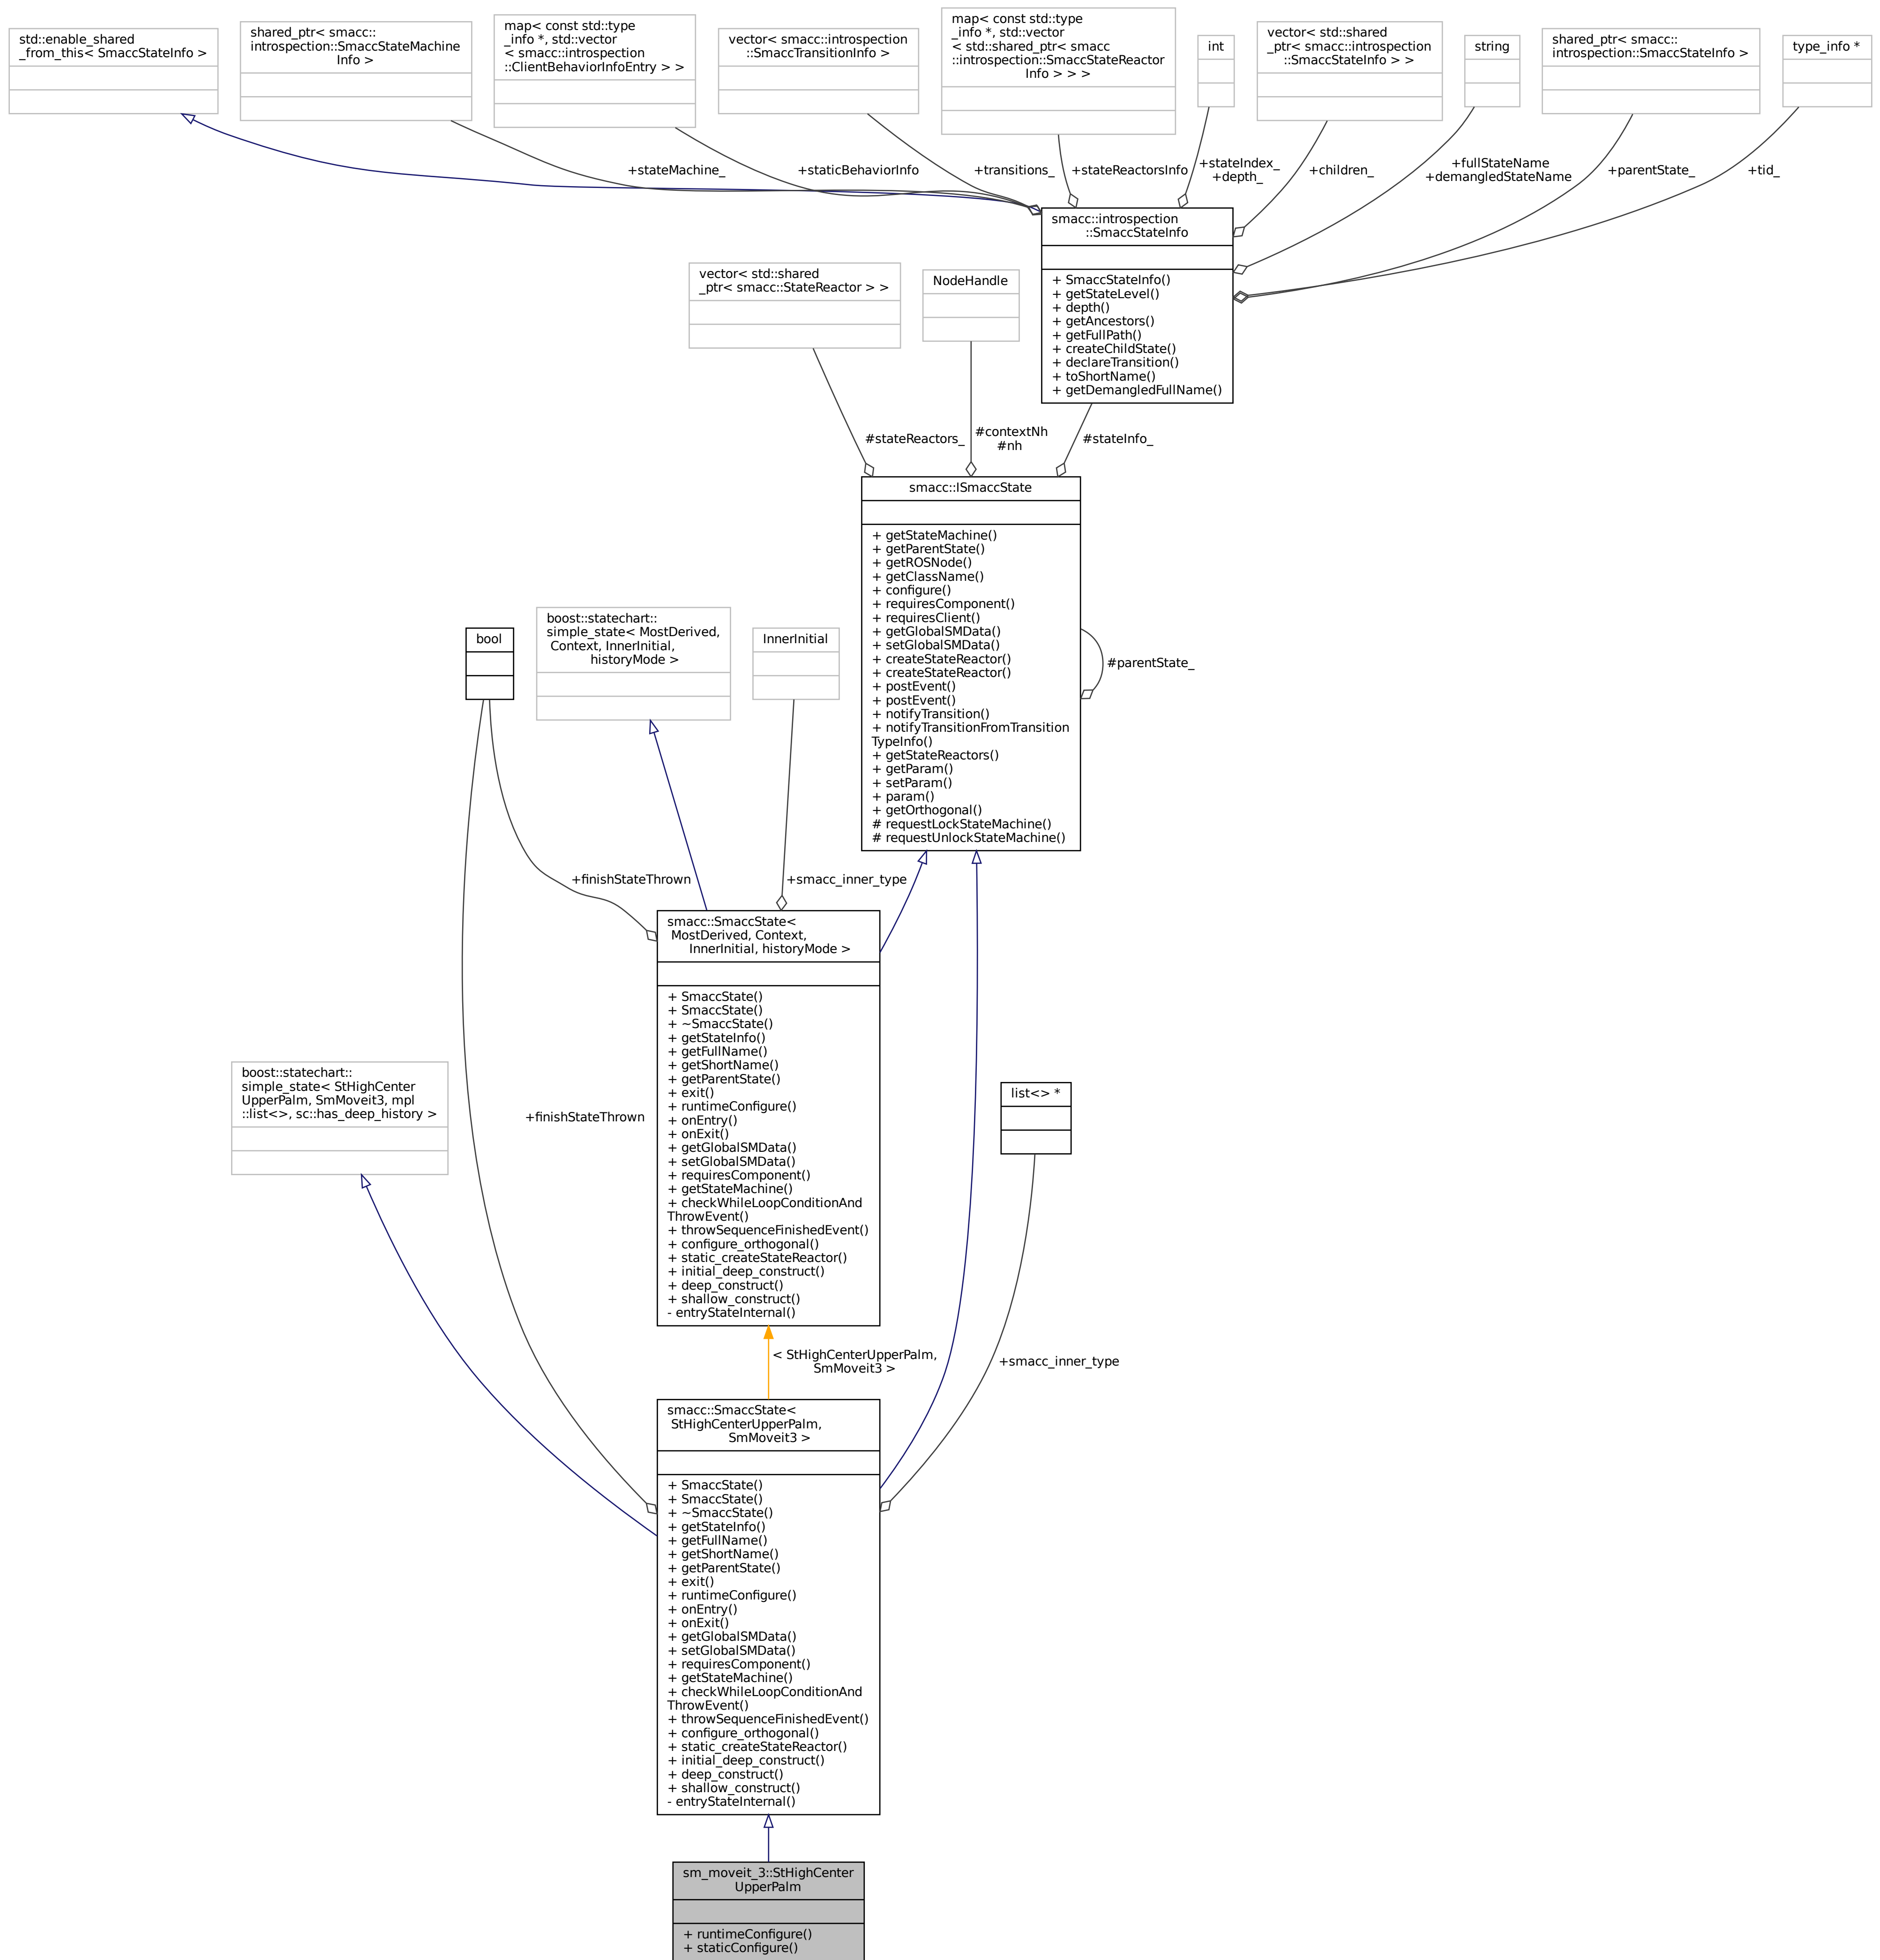 std::enable_shared
_from_this< SmaccStateInfo >
shared_ptr< smacc::
introspection::SmaccStateMachine
Info >
map< const std::type
_info *, std::vector
< smacc::introspection
::ClientBehaviorInfoEntry > >
vector< smacc::introspection
::SmaccTransitionInfo >
map< const std::type
_info *, std::vector
< std::shared_ptr< smacc
::introspection::SmaccStateReactor
Info > > >
int
vector< std::shared
_ptr< smacc::introspection
::SmaccStateInfo > >
string
shared_ptr< smacc::
introspection::SmaccStateInfo >
type_info *
+stateMachine_
+staticBehaviorInfo
+transitions_
+stateReactorsInfo
+stateIndex_
+depth_
+children_
+fullStateName
+demangledStateName
+parentState_
+tid_
smacc::introspection
::SmaccStateInfo
+ SmaccStateInfo()
+ getStateLevel()
+ depth()
+ getAncestors()
+ getFullPath()
+ createChildState()
+ declareTransition()
+ toShortName()
+ getDemangledFullName()
vector< std::shared
_ptr< smacc::StateReactor > >
NodeHandle
#stateReactors_
#contextNh
#nh
#stateInfo_
smacc::ISmaccState
+ getStateMachine()
+ getParentState()
+ getROSNode()
+ getClassName()
+ configure()
+ requiresComponent()
+ requiresClient()
+ getGlobalSMData()
+ setGlobalSMData()
+ createStateReactor()
+ createStateReactor()
+ postEvent()
+ postEvent()
+ notifyTransition()
+ notifyTransitionFromTransition
TypeInfo()
+ getStateReactors()
+ getParam()
+ setParam()
+ param()
+ getOrthogonal()
# requestLockStateMachine()
# requestUnlockStateMachine()
#parentState_
bool
boost::statechart::
simple_state< MostDerived,
Context, InnerInitial,
historyMode >
InnerInitial
+finishStateThrown
+smacc_inner_type
smacc::SmaccState<
MostDerived, Context,
InnerInitial, historyMode >
+ SmaccState()
+ SmaccState()
+ ~SmaccState()
+ getStateInfo()
+ getFullName()
+ getShortName()
+ getParentState()
+ exit()
+ runtimeConfigure()
+ onEntry()
+ onExit()
+ getGlobalSMData()
+ setGlobalSMData()
+ requiresComponent()
+ getStateMachine()
+ checkWhileLoopConditionAnd
ThrowEvent()
+ throwSequenceFinishedEvent()
+ configure_orthogonal()
+ static_createStateReactor()
+ initial_deep_construct()
+ deep_construct()
+ shallow_construct()
- entryStateInternal()
boost::statechart::
simple_state< StHighCenter
UpperPalm, SmMoveit3, mpl
::list<>, sc::has_deep_history >
+finishStateThrown
list<> *
< StHighCenterUpperPalm,
SmMoveit3 >
+smacc_inner_type
smacc::SmaccState<
StHighCenterUpperPalm,
SmMoveit3 >
+ SmaccState()
+ SmaccState()
+ ~SmaccState()
+ getStateInfo()
+ getFullName()
+ getShortName()
+ getParentState()
+ exit()
+ runtimeConfigure()
+ onEntry()
+ onExit()
+ getGlobalSMData()
+ setGlobalSMData()
+ requiresComponent()
+ getStateMachine()
+ checkWhileLoopConditionAnd
ThrowEvent()
+ throwSequenceFinishedEvent()
+ configure_orthogonal()
+ static_createStateReactor()
+ initial_deep_construct()
+ deep_construct()
+ shallow_construct()
- entryStateInternal()
sm_moveit_3::StHighCenter
UpperPalm
+ runtimeConfigure()
+ staticConfigure()